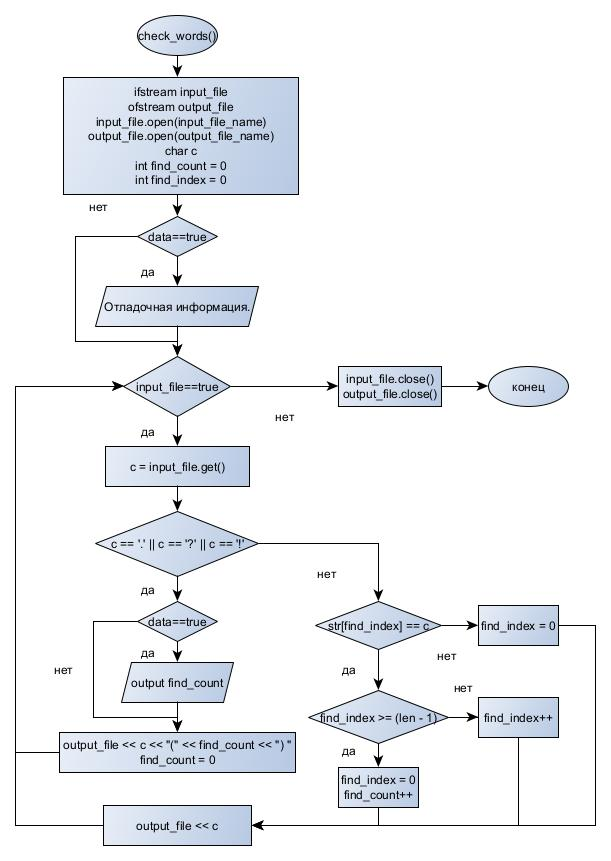 check_words()
ifstream input_file
ofstream output_file
input_file.open(input_file_name)
output_file.open(output_file_name)
char c
int find_count = 0
int find_index = 0
нет
data==true
да
Отладочная информация.
input_file==true
input_file.close()
output_file.close()
конец
нет
да
c = input_file.get()
c == '.' || c == '?' || c == '!'
нет
да
data==true
str[find_index] == c
find_index = 0
да
нет
нет
да
output find_count
нет
find_index >= (len - 1)
find_index++
output_file << c << "(" << find_count << ") "
find_count = 0
да
find_index = 0
find_count++
output_file << c